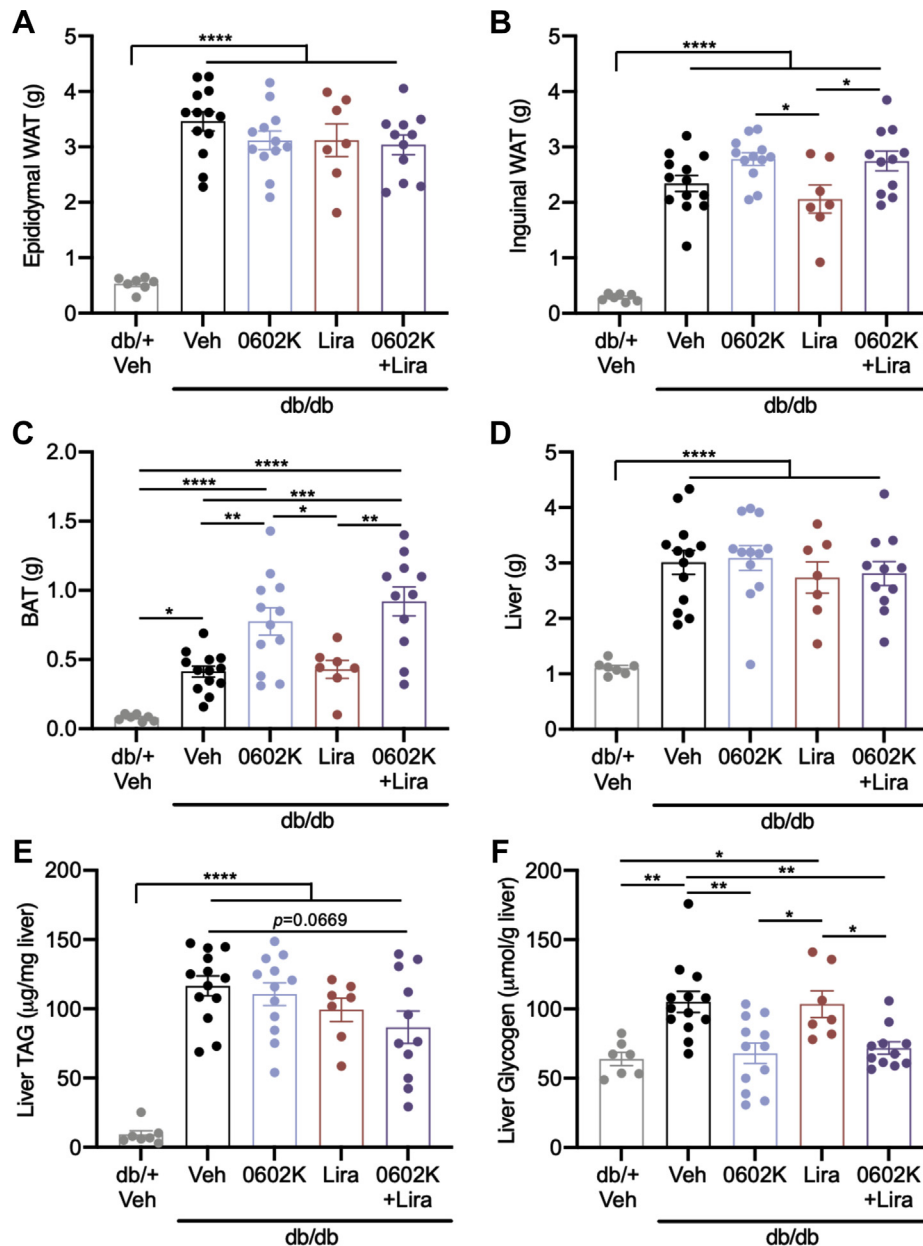 A
Epididymal WAT (g)
5
4
3
2
1
0
****
db/+ Veh 0602K Lira 0602K
Veh +Lira
db/db
B
Inguinal WAT (g)
5
4
3
2
1
0
****
*
*
db/+ Veh 0602K Lira 0602K
Veh +Lira
db/db
C
BAT (g)
2.0
1.5
1.0
0.5
0.0
****
****
***
**
*
**
*
db/+ Veh 0602K Lira 0602K
Veh +Lira
db/db
D
Liver (g)
5
4
3
2
1
0
****
db/+ Veh 0602K Lira 0602K
Veh +Lira
db/db
E
Liver TAG (µg/mg liver)
200
150
100
50
0
****
p=0.0669
db/+ Veh 0602K Lira 0602K
Veh +Lira
db/db
F
Liver Glycogen (µmol/g liver)
200
150
100
50
0
*
**
**
**
*
*
db/+ Veh 0602K Lira 0602K
Veh +Lira
db/db